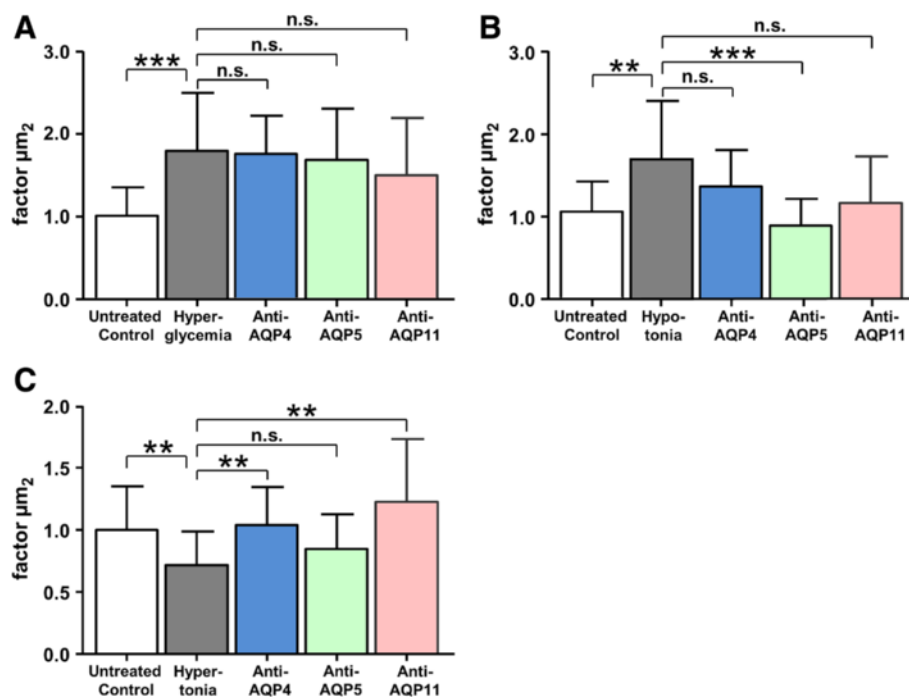 A
n.s.
n.s.
*** n.s.
3.0
2.0
1.0
0.0
factor µm₂
Untreated Hyper- Anti- Anti- Anti-
Control glycemia AQP4 AQP5 AQP11
B
n.s.
***
** n.s.
3.0
2.0
1.0
0.0
factor µm₂
Untreated Hypo- Anti- Anti- Anti-
Control tonia AQP4 AQP5 AQP11
C
**
n.s.
** **
2.0
1.5
1.0
0.5
0.0
factor µm₂
Untreated Hyper- Anti- Anti- Anti-
Control tonia AQP4 AQP5 AQP11